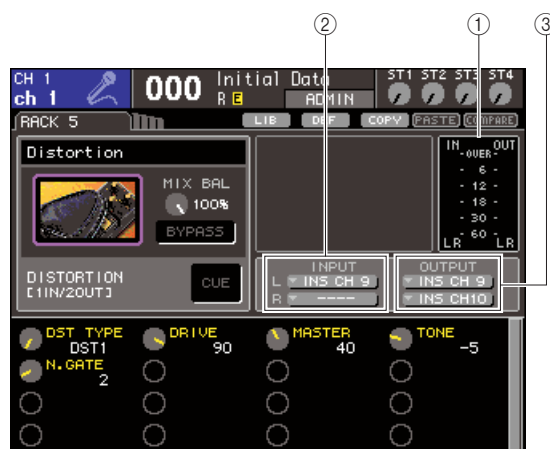 ② ① ③
CH 1
ch 1
000 Initial Data
R E ADMIN
ST1 ST2 ST3 ST4
RACK 5
LIB DEF COPY PASTE COMPARE
Distortion
MIX BAL
100%
BYPASS
DISTORTION
[1IN/2OUT]
CUE
IN OUT
-OVER-
- 6 -
- 12 -
- 18 -
- 30 -
- 60 -
LR LR
INPUT
L INS CH 9
R ----
OUTPUT
INS CH 9
INS CH10
DST TYPE
DST1
DRIVE
90
MASTER
40
TONE
-5
N.GATE
2